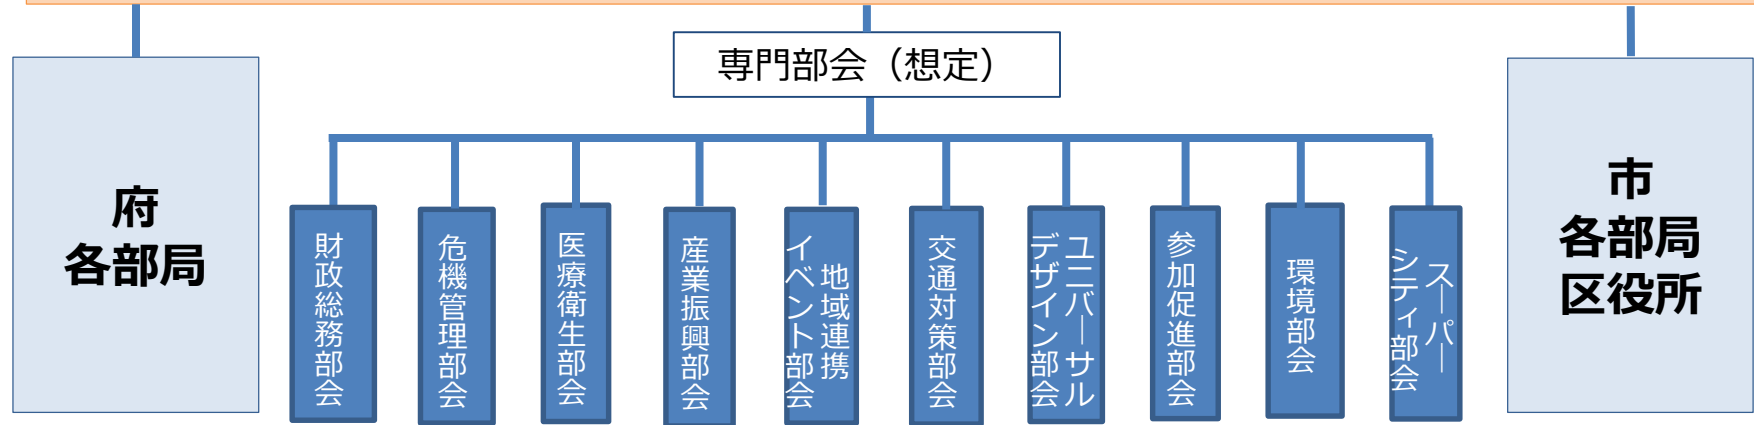 専門部会（想定）
府
各部局
財政総務部会
危機管理部会
医療衛生部会
産業振興部会
地域連携
イベント部会
交通対策部会
ユニバーサル
デザイン部会
参加促進部会
環境部会
スーパー
シティ部会
市
各部局
区役所